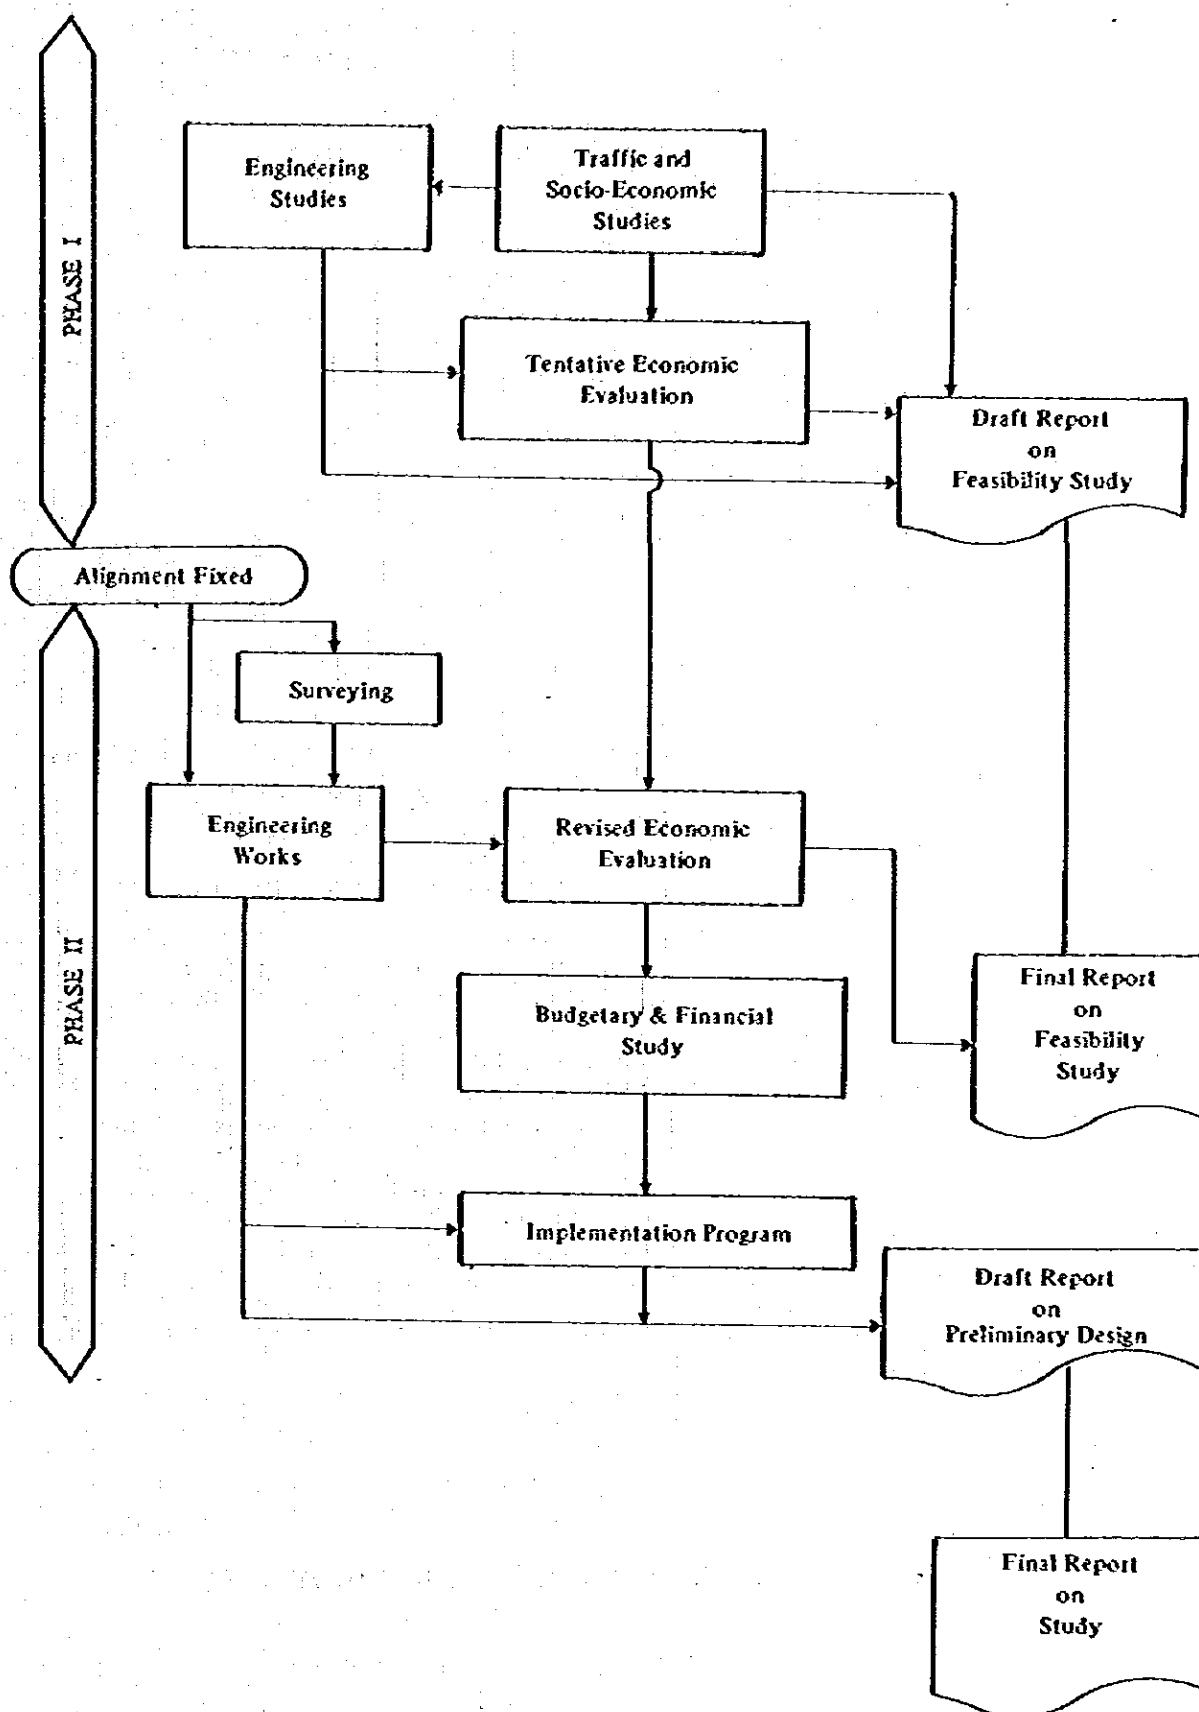 PHASE I
Engineering
Studies
Traffic and
Socio-Economic
Studies
Tentative Economic
Evaluation
Draft Report
on
Feasibility Study
Alignment Fixed
Surveying
PHASE II
Engineering
Works
Revised Economic
Evaluation
Budgetary & Financial
Study
Final Report
on
Feasibility
Study
Implementation Program
Draft Report
on
Preliminary Design
Final Report
on
Study